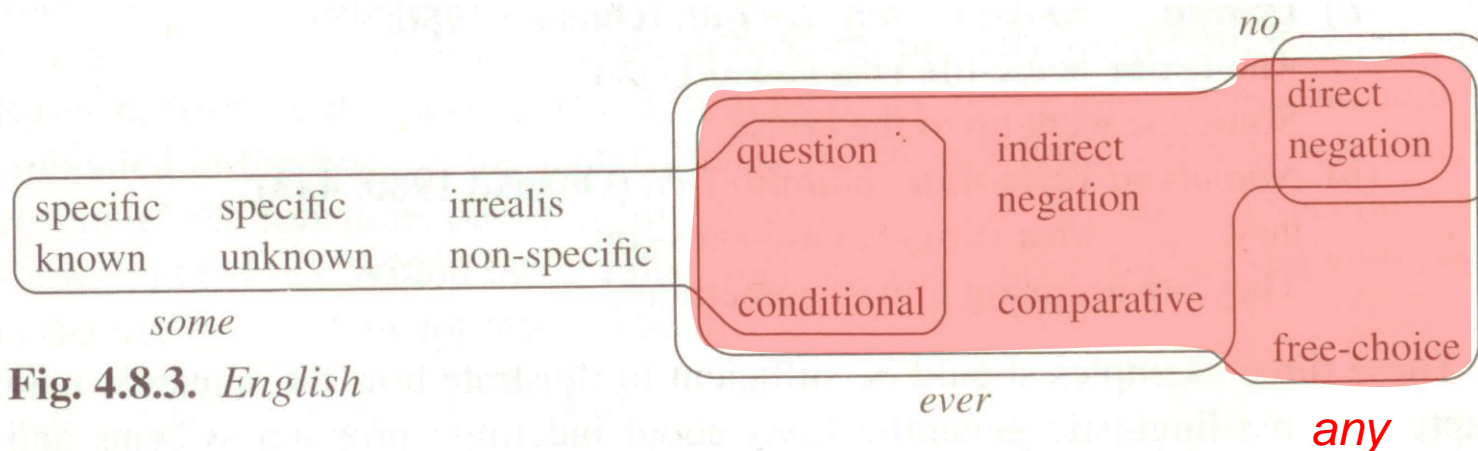 no
direct
question indirect negation
negation
specific specific irrealis
known unknown non-specific
conditional comparative
some
free-choice
Fig. 4.8.3. English
ever
any